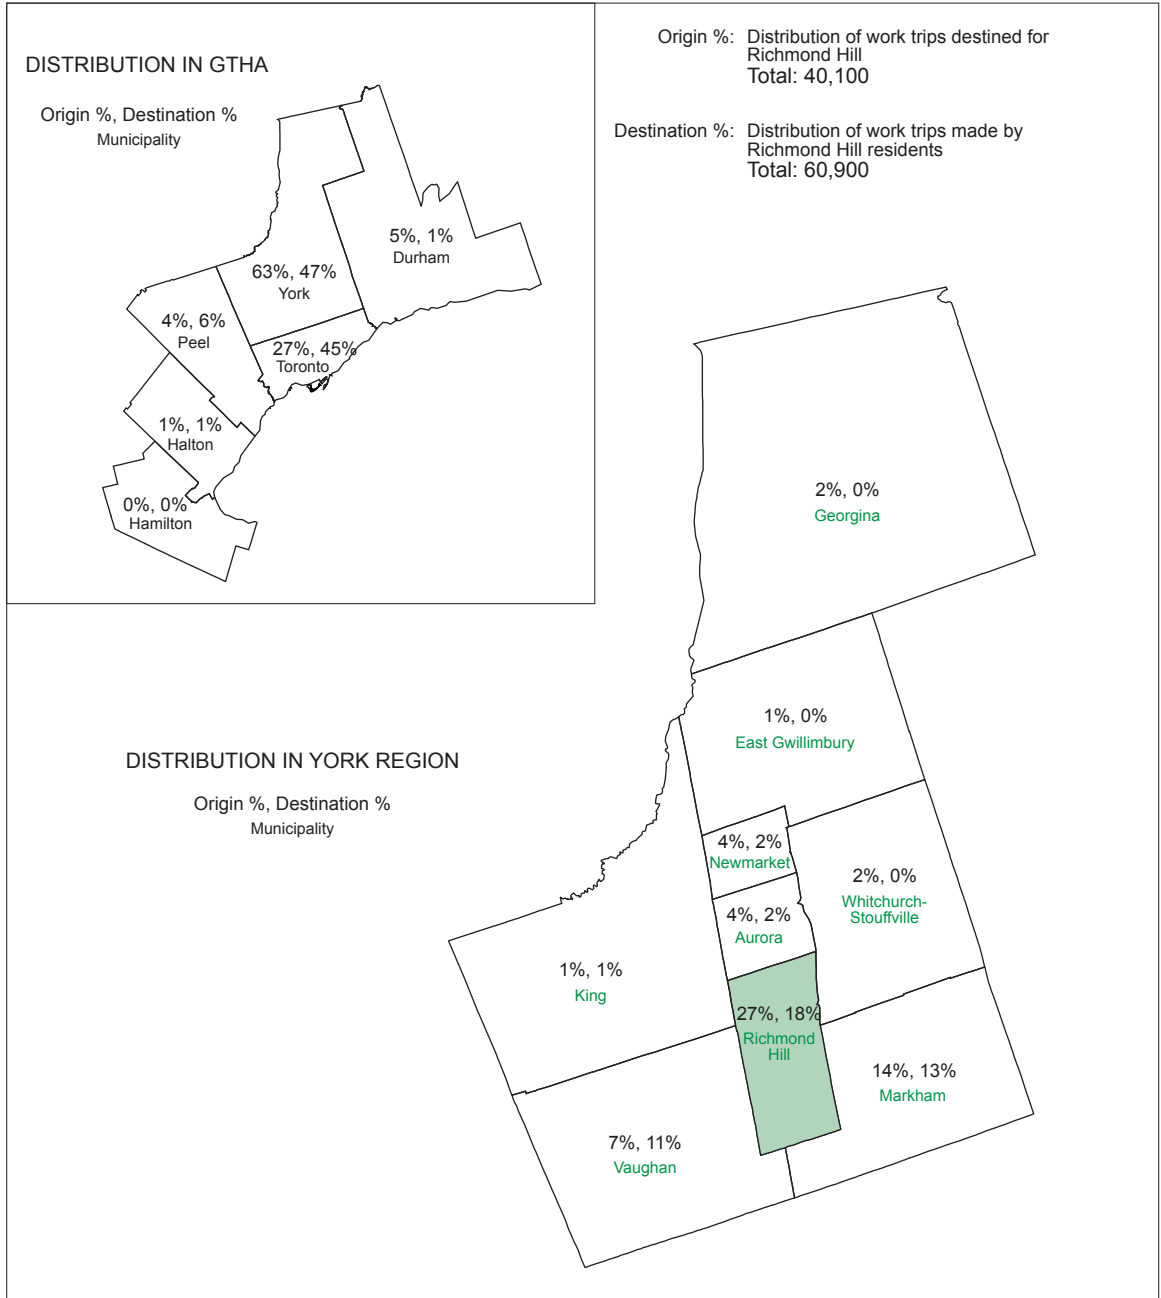 DISTRIBUTION IN GTHA
Origin %, Destination %
Municipality
Origin %: Distribution of work trips destined for
Richmond Hill
Total: 40,100
Destination %: Distribution of work trips made by
Richmond Hill residents
Total: 60,900
5%, 1%
Durham
63%, 47%
York
4%, 6%
Peel
27%, 45%
Toronto
1%, 1%
Halton
0%, 0%
Hamilton
DISTRIBUTION IN YORK REGION
Origin %, Destination %
Municipality
2%, 0%
Georgina
1%, 0%
East Gwillimbury
4%, 2%
Newmarket
2%, 0%
Whitchurch-
Stouffville
4%, 2%
Aurora
1%, 1%
King
27%, 18%
Richmond
Hill
14%, 13%
Markham
7%, 11%
Vaughan